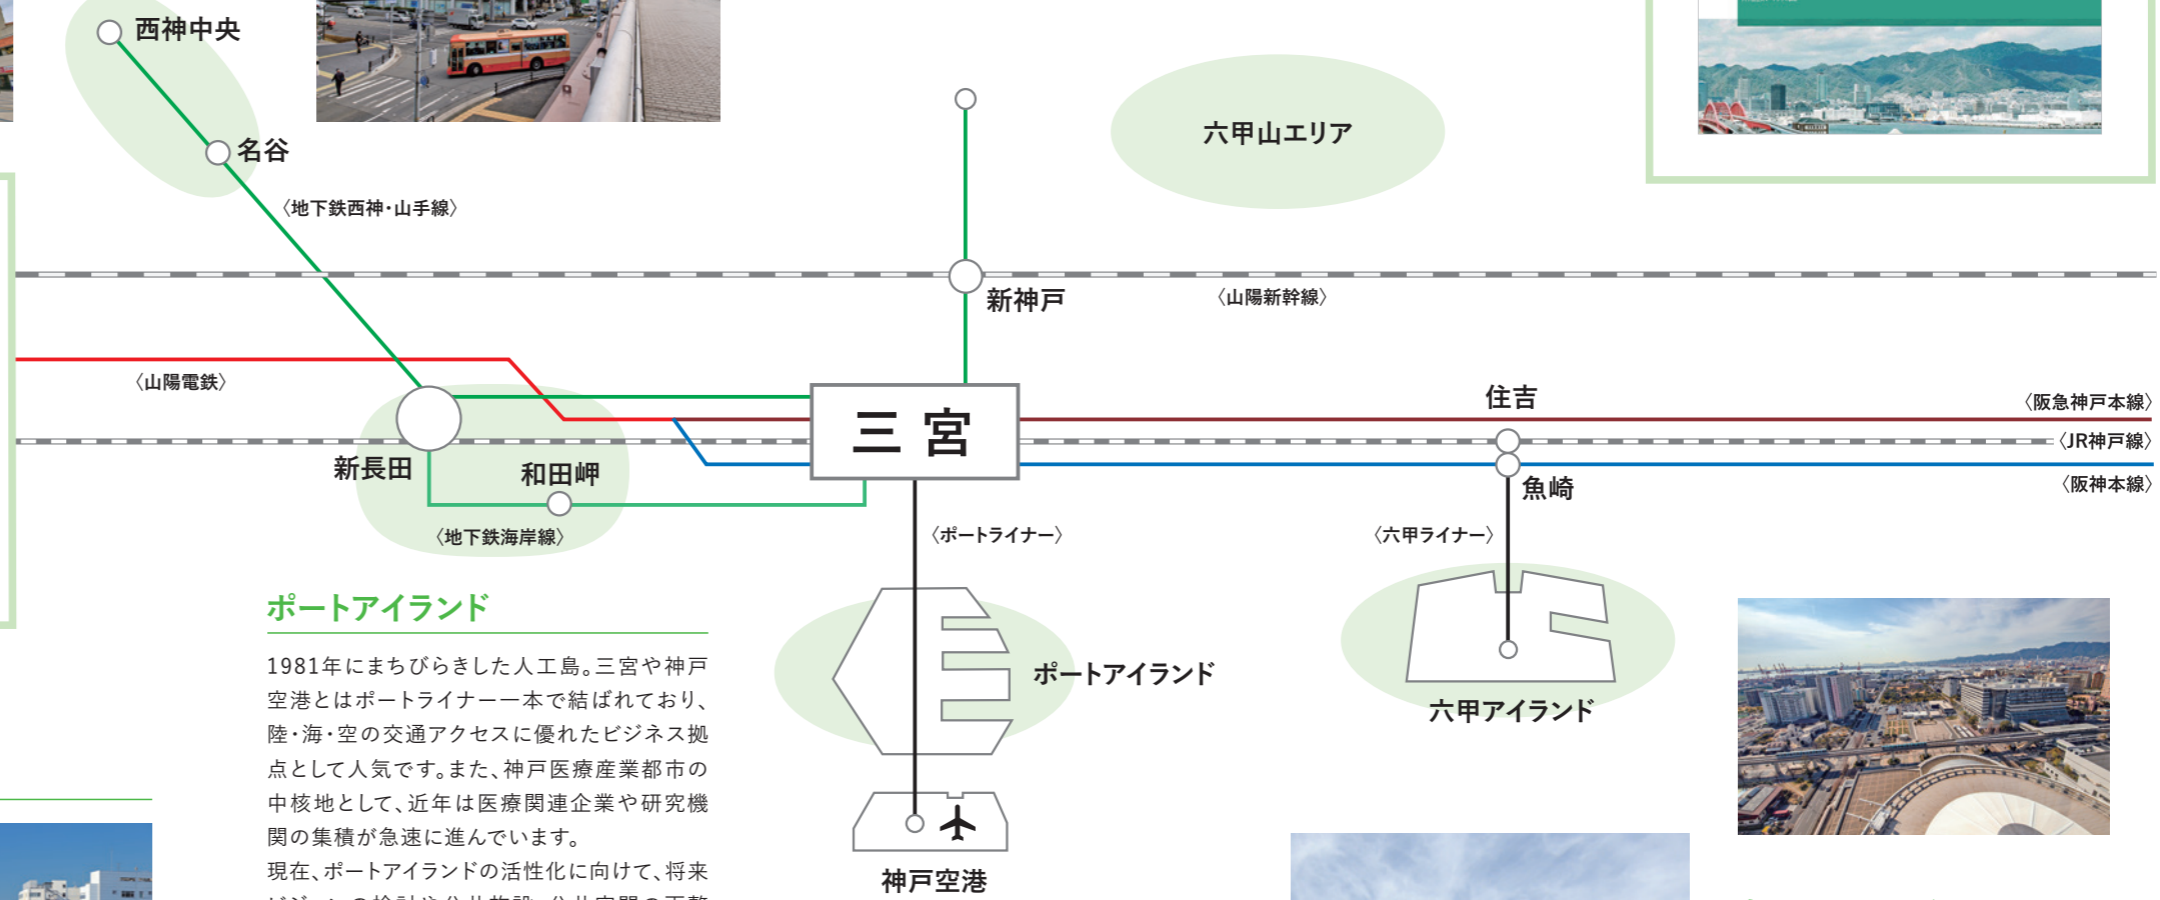 西神中央
名谷
〈地下鉄西神・山手線〉
六甲山エリア
新神戸
〈山陽新幹線〉
〈山陽電鉄〉
三宮
住吉
〈阪急神戸本線〉
〈JR神戸線〉
〈阪神本線〉
新長田
和田岬
魚崎
〈地下鉄海岸線〉
〈ポートライナー〉
〈六甲ライナー〉
ポートアイランド
1981年にまちびらきした人工島。三宮や神戸
空港とはポートライナー一本で結ばれており、
陸・海・空の交通アクセスに優れたビジネス拠
点として人気です。また、神戸医療産業都市の
中核地として、近年は医療関連企業や研究機
関の集積が急速に進んでいます。
現在、ポートアイランドの活性化に向けて、将来
ポートアイランド
六甲アイランド
神戸空港